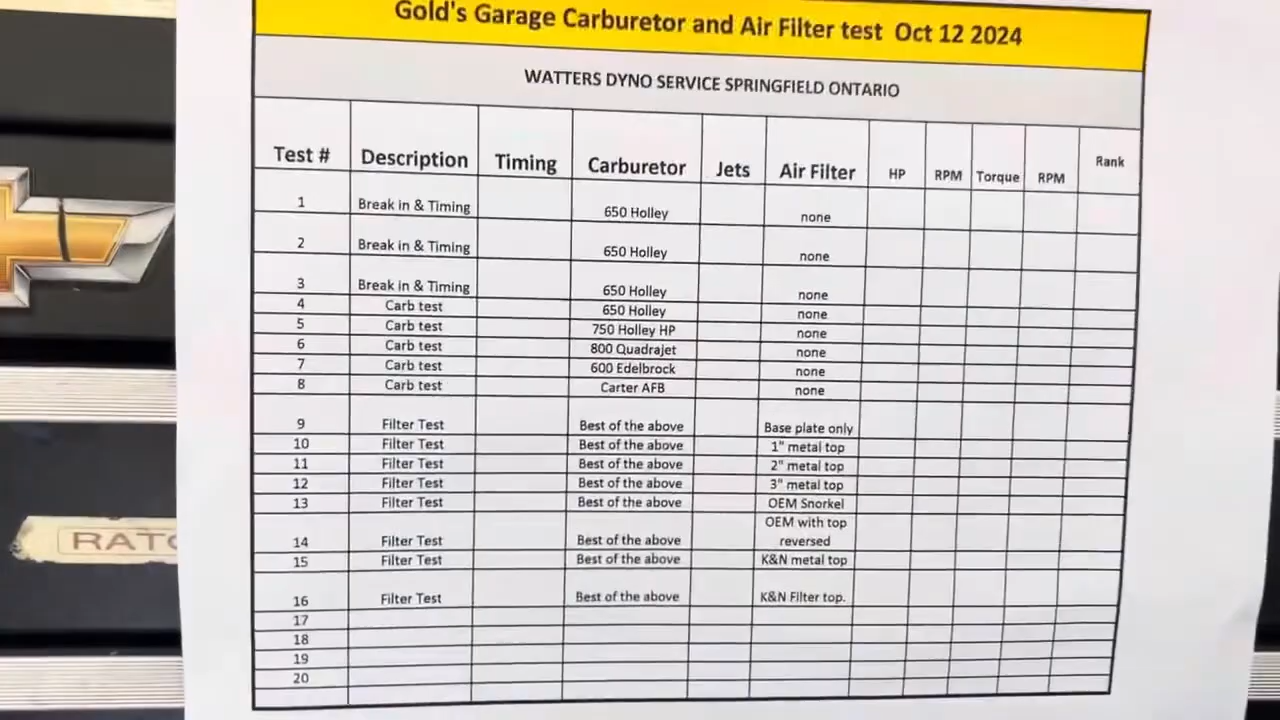 Gold's Garage Carburetor and Air Filter test Oct 12 2024
WATTERS DYNO SERVICE SPRINGFIELD ONTARIO
Test # Description Timing Carburetor Jets Air Filter HP RPM Torque RPM Rank
1 Break in & Timing 650 Holley none
2 Break in & Timing 650 Holley none
3 Break in & Timing 650 Holley none
4 Carb test 650 Holley none
5 Carb test 750 Holley HP none
6 Carb test 800 Quadrajet none
7 Carb test 600 Edelbrock none
8 Carb test Carter AFB none
9 Filter Test Best of the above Base plate only
10 Filter Test Best of the above 1" metal top
11 Filter Test Best of the above 2" metal top
12 Filter Test Best of the above 3" metal top
13 Filter Test Best of the above OEM Snorkel
OEM with top
14 Filter Test Best of the above reversed
15 Filter Test Best of the above K&N metal top
16 Filter Test Best of the above K&N Filter top.
17
18
19
20